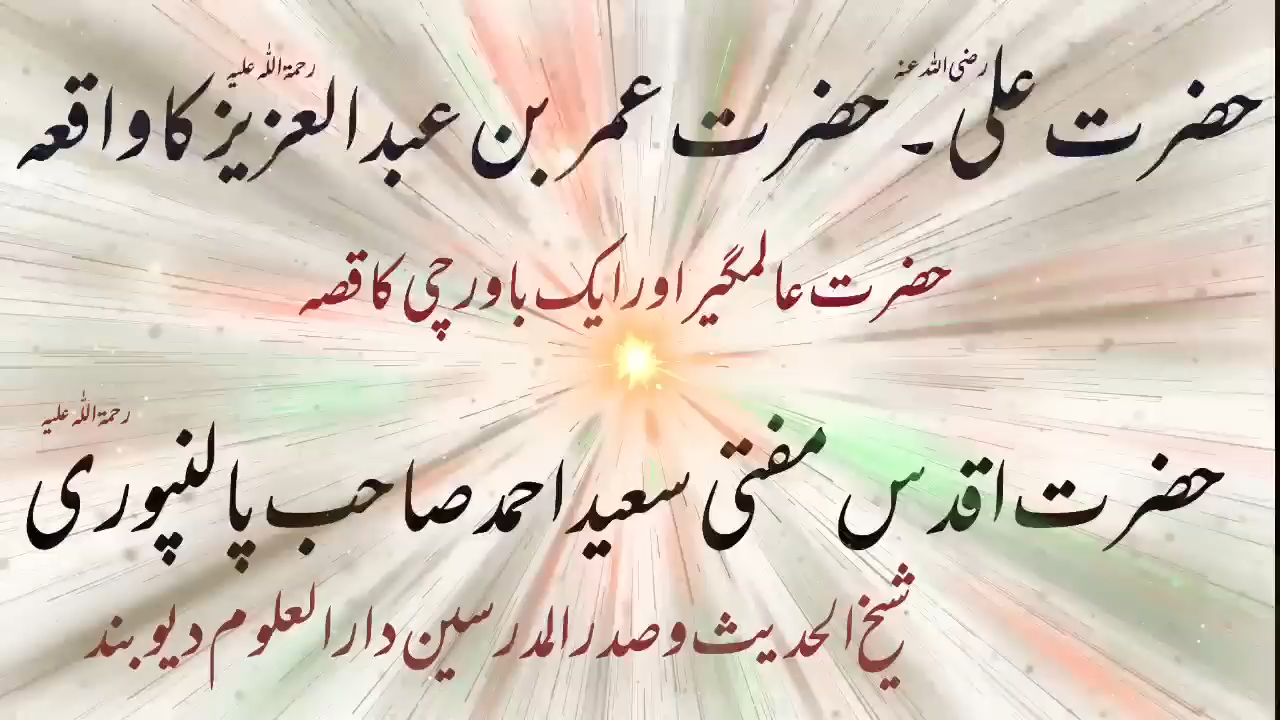 حضرت علی رضی اللہ عنہ ۔ حضرت عمر بن عبدالعزیز رحمۃ اللہ علیہ کا واقعہ
حضرت عالمگیر اور ایک باورچی کا قصہ
حضرت اقدس مفتی سعید احمد صاحب پالنپوری رحمۃ اللہ علیہ
شیخ الحدیث و صدر المدرسین دارالعلوم دیوبند